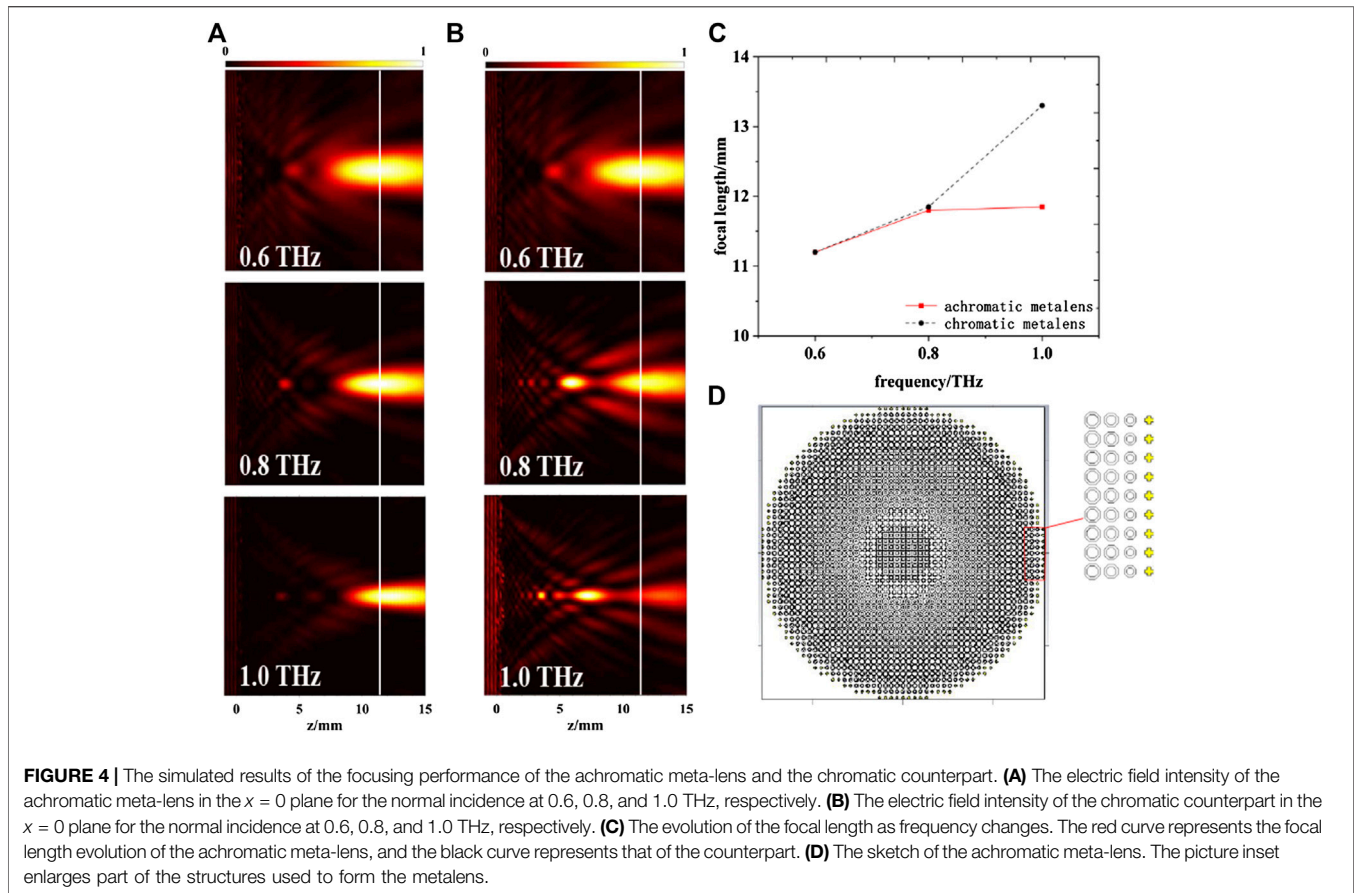 A
B
C
D
0
1
0.6 THz
0.8 THz
1.0 THz
0
5
10
15
z/mm
0
1
0.6 THz
0.8 THz
1.0 THz
0
5
10
15
z/mm
14
13
12
11
10
focal length/mm
achromatic metalens
chromatic metalens
0.6
0.8
1.0
frequency/THz
FIGURE 4 | The simulated results of the focusing performance of the achromatic meta-lens and the chromatic counterpart. (A) The electric field intensity of the
achromatic meta-lens in the x = 0 plane for the normal incidence at 0.6, 0.8, and 1.0 THz, respectively. (B) The electric field intensity of the chromatic counterpart in the
x = 0 plane for the normal incidence at 0.6, 0.8, and 1.0 THz, respectively. (C) The evolution of the focal length as frequency changes. The red curve represents the focal
length evolution of the achromatic meta-lens, and the black curve represents that of the counterpart. (D) The sketch of the achromatic meta-lens. The picture inset
enlarges part of the structures used to form the metalens.